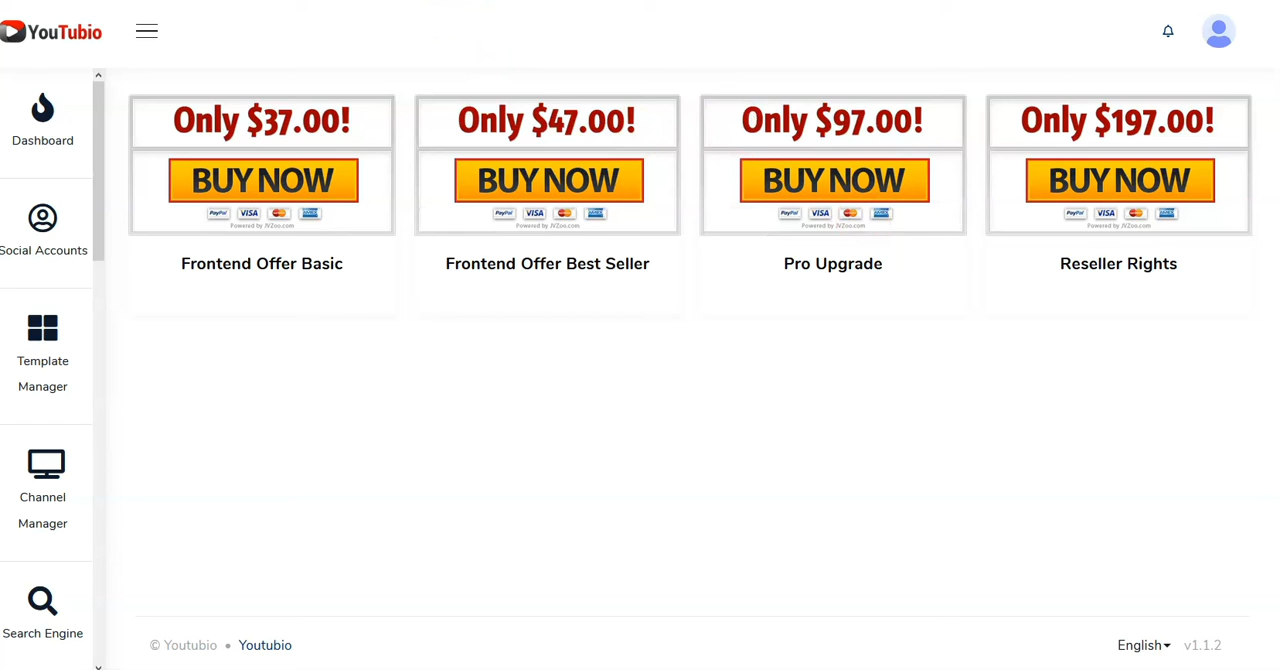 YouTubio
Dashboard
Social Accounts
Template
Manager
Channel
Manager
Search Engine
Only $37.00!
BUY NOW
PayPal VISA MasterCard
Powered by JVZoo.com
Frontend Offer Basic
Only $47.00!
BUY NOW
PayPal VISA
Powered by JVZoo.com
Frontend Offer Best Seller
Only $97.00!
BUY NOW
PayPal VISA
Powered by JVZoo.com
Pro Upgrade
Only $197.00!
BUY NOW
PayPal VISA
Powered by JVZoo.com
Reseller Rights
© Youtubio • Youtubio
English
v1.1.2